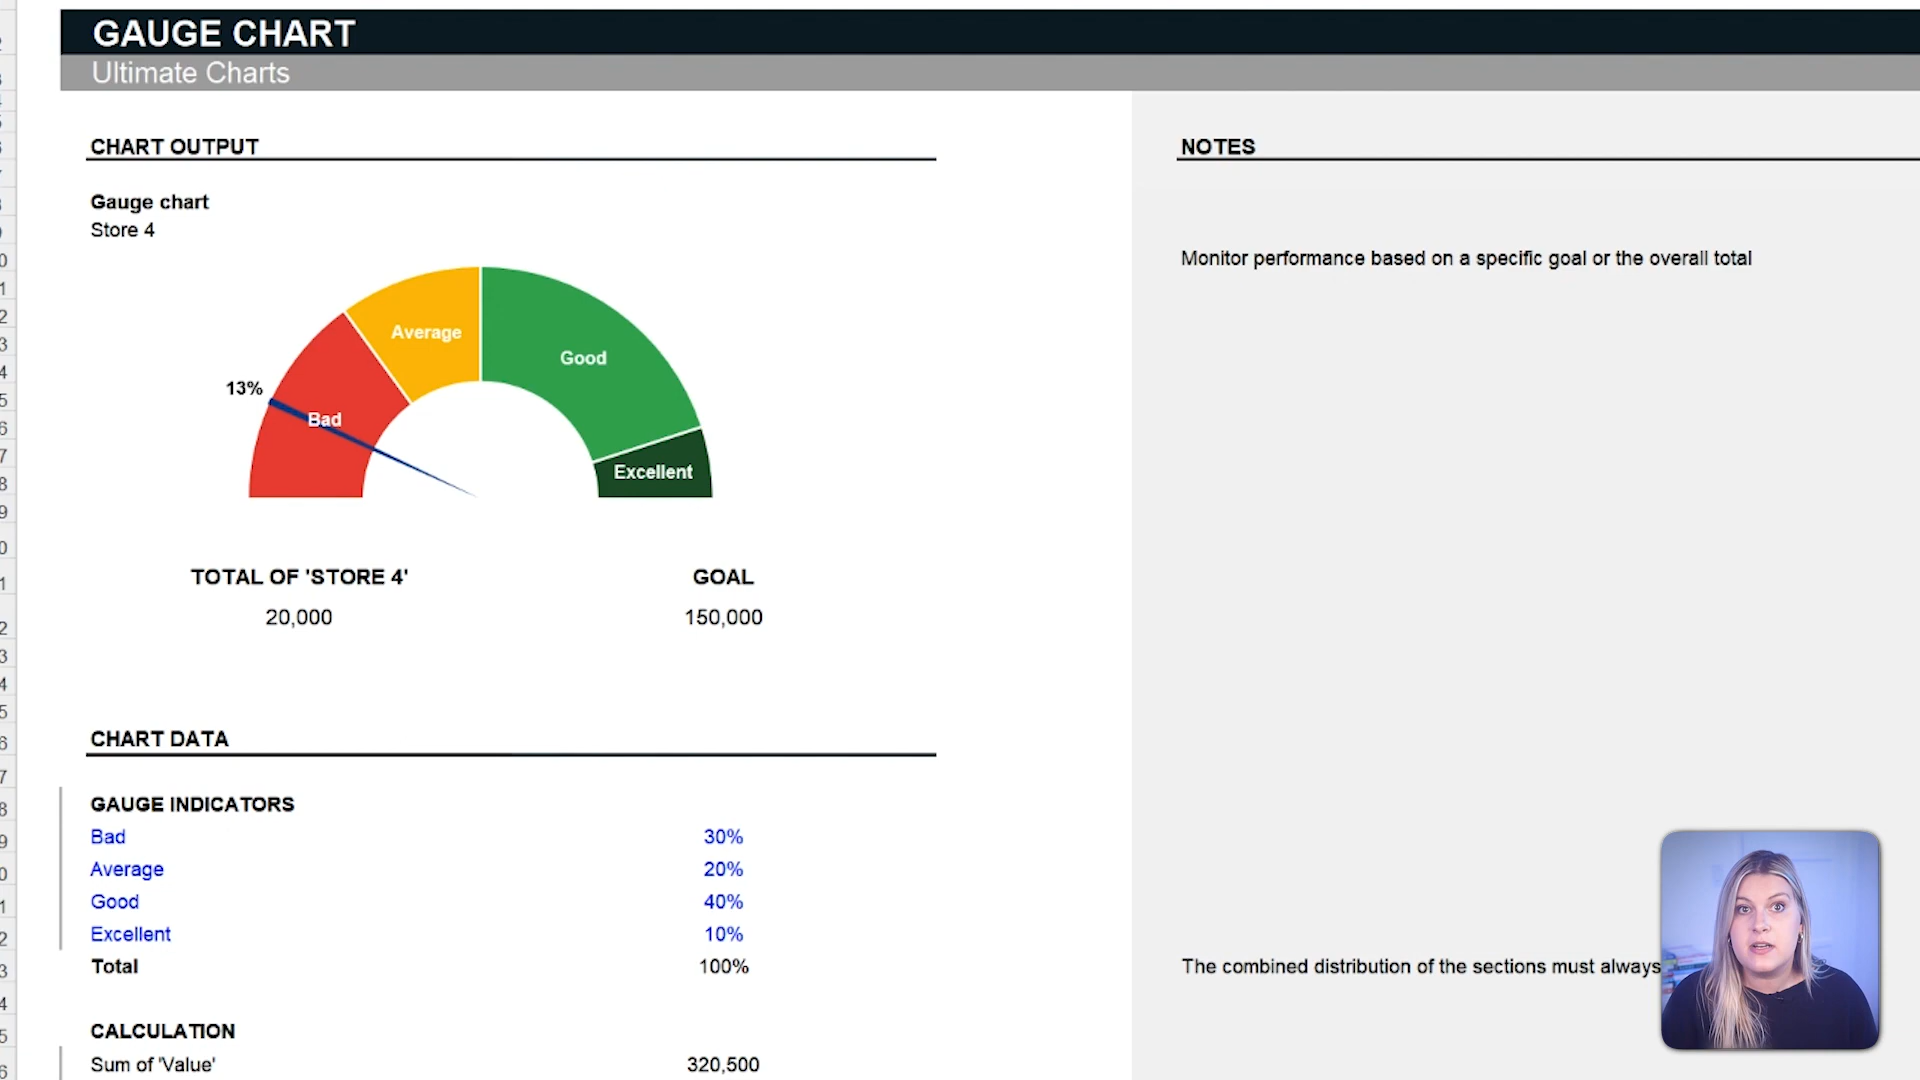 GAUGE CHART
Ultimate Charts
CHART OUTPUT
NOTES
Gauge chart
Store 4
Monitor performance based on a specific goal or the overall total
Average
Good
13%
Bad
Excellent
TOTAL OF 'STORE 4'
GOAL
20,000
150,000
CHART DATA
GAUGE INDICATORS
Bad 30%
Average 20%
Good 40%
Excellent 10%
Total 100%
The combined distribution of the sections must always
CALCULATION
Sum of 'Value' 320,500